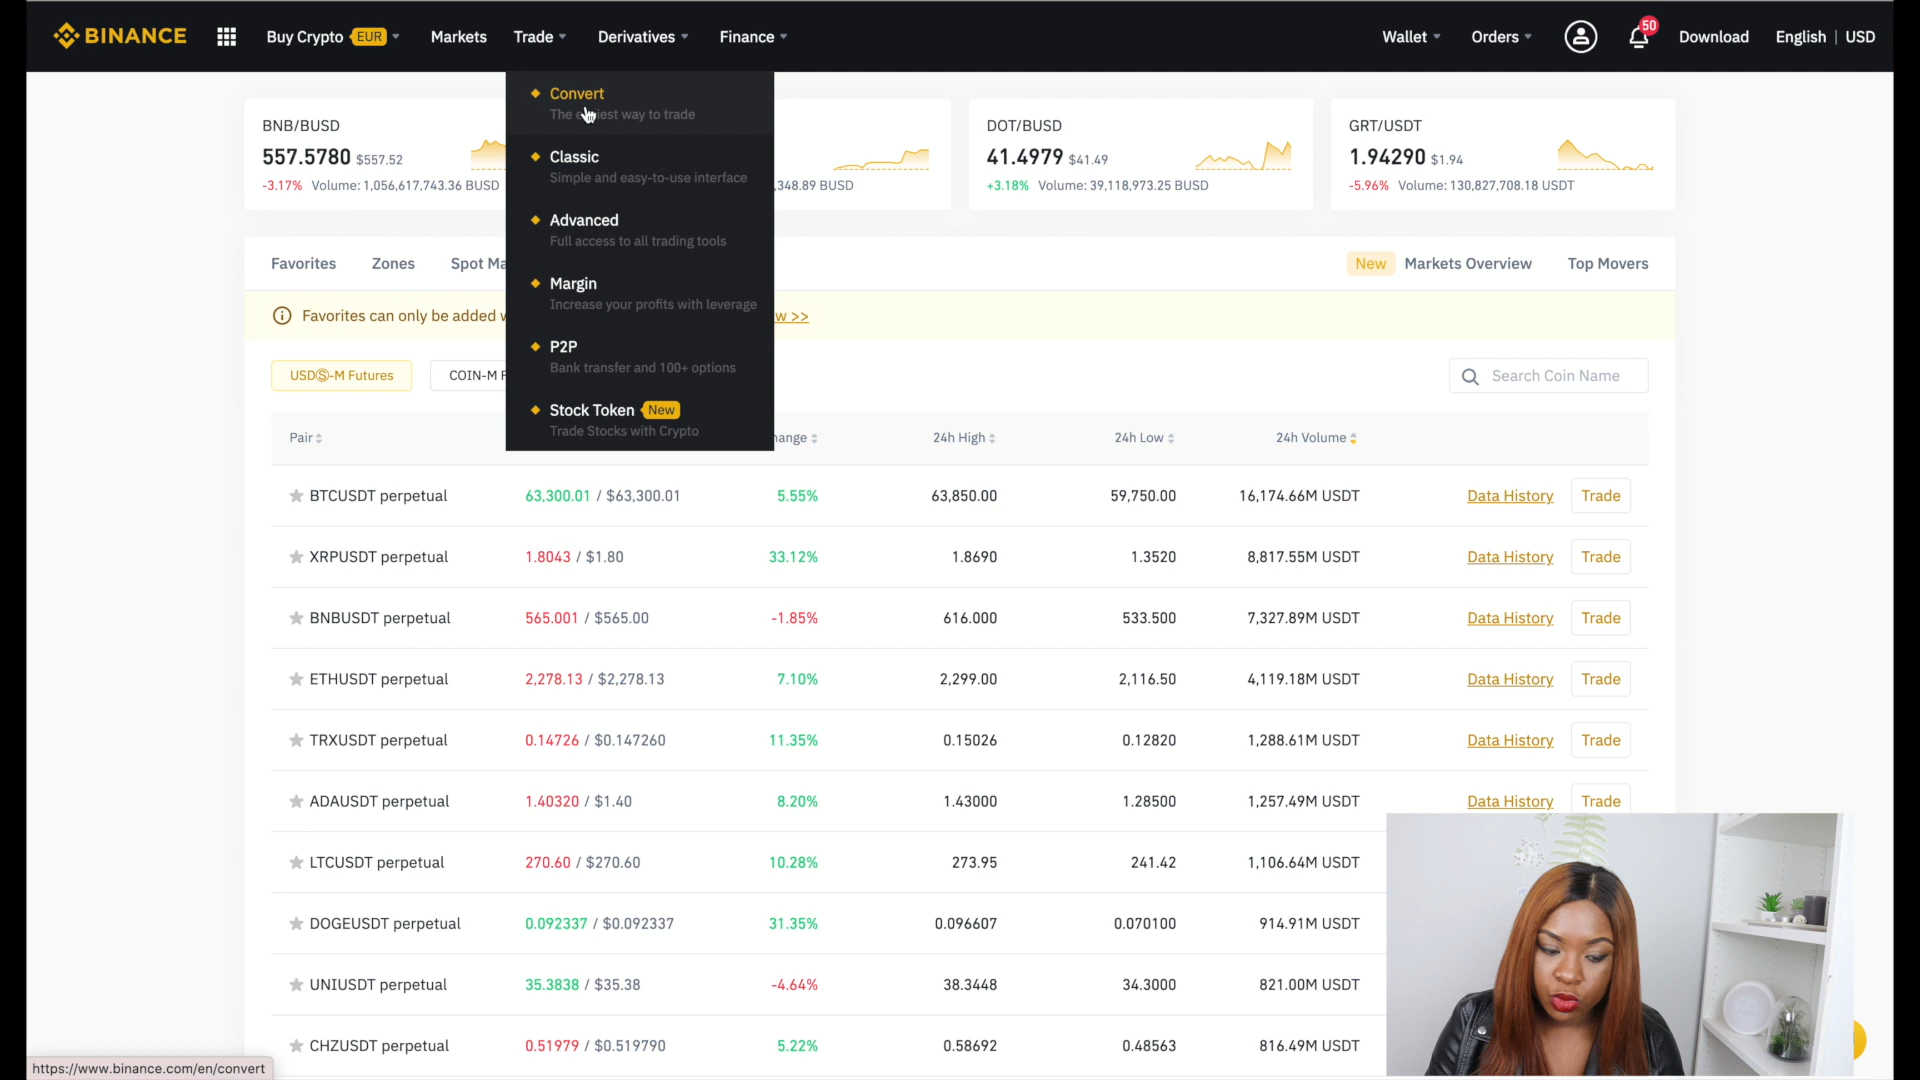 BINANCE Buy Crypto EUR Markets Trade Derivatives Finance Wallet Orders 50 Download English | USD
Convert
The est way to trade
Classic
Simple and easy-to-use interface
Advanced
Full access to all trading tools
Margin
Increase your profits with leverage
P2P
Bank transfer and 100+ options
Stock Token New
Trade Stocks with Crypto
BNB/BUSD
557.5780 $557.52
-3.17% Volume: 1,056,617,743.36 BUSD
,348.89 BUSD
DOT/BUSD
41.4979 $41.49
+3.18% Volume: 39,118,973.25 BUSD
GRT/USDT
1.94290 $1.94
-5.96% Volume: 130,827,708.18 USDT
Favorites Zones Spot Ma New Markets Overview Top Movers
Favorites can only be added w w >>
USDⓈ-M Futures COIN-M F Search Coin Name
Pair hange 24h High 24h Low 24h Volume
BTCUSDT perpetual 63,300.01 / $63,300.01 5.55% 63,850.00 59,750.00 16,174.66M USDT Data History Trade
XRPUSDT perpetual 1.8043 / $1.80 33.12% 1.8690 1.3520 8,817.55M USDT Data History Trade
BNBUSDT perpetual 565.001 / $565.00 -1.85% 616.000 533.500 7,327.89M USDT Data History Trade
ETHUSDT perpetual 2,278.13 / $2,278.13 7.10% 2,299.00 2,116.50 4,119.18M USDT Data History Trade
TRXUSDT perpetual 0.14726 / $0.147260 11.35% 0.15026 0.12820 1,288.61M USDT Data History Trade
ADAUSDT perpetual 1.40320 / $1.40 8.20% 1.43000 1.28500 1,257.49M USDT Data History Trade
LTCUSDT perpetual 270.60 / $270.60 10.28% 273.95 241.42 1,106.64M USDT
DOGEUSDT perpetual 0.092337 / $0.092337 31.35% 0.096607 0.070100 914.91M USDT
UNIUSDT perpetual 35.3838 / $35.38 -4.64% 38.3448 34.3000 821.00M USDT
CHZUSDT perpetual 0.51979 / $0.519790 5.22% 0.58692 0.48563 816.49M USDT
https://www.binance.com/en/convert